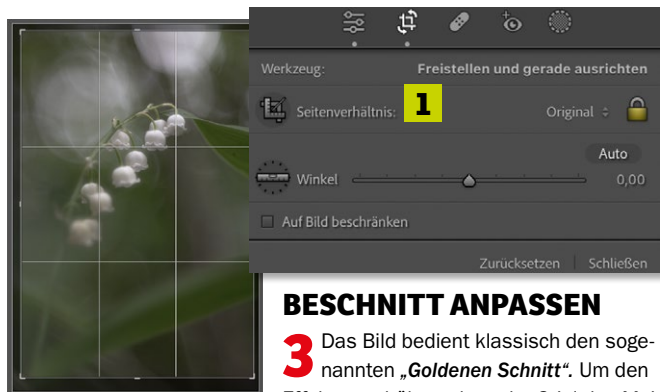 Werkzeug: Freistellen und gerade ausrichten
Seitenverhältnis: 1 Original
Auto
Winkel 0,00
Auf Bild beschränken
Zurücksetzen Schließen
BESCHNITT ANPASSEN
3 Das Bild bedient klassisch den soge-
nannten „Goldenen Schnitt“. Um den